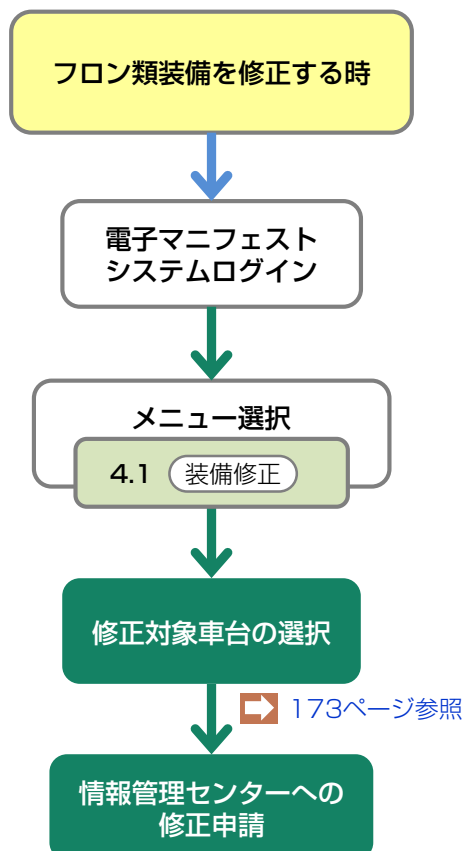 フロン類装備を修正する時
電子マニフェスト
システムログイン
メニュー選択
4.1 装備修正
修正対象車台の選択
173ページ参照
情報管理センターへの
修正申請